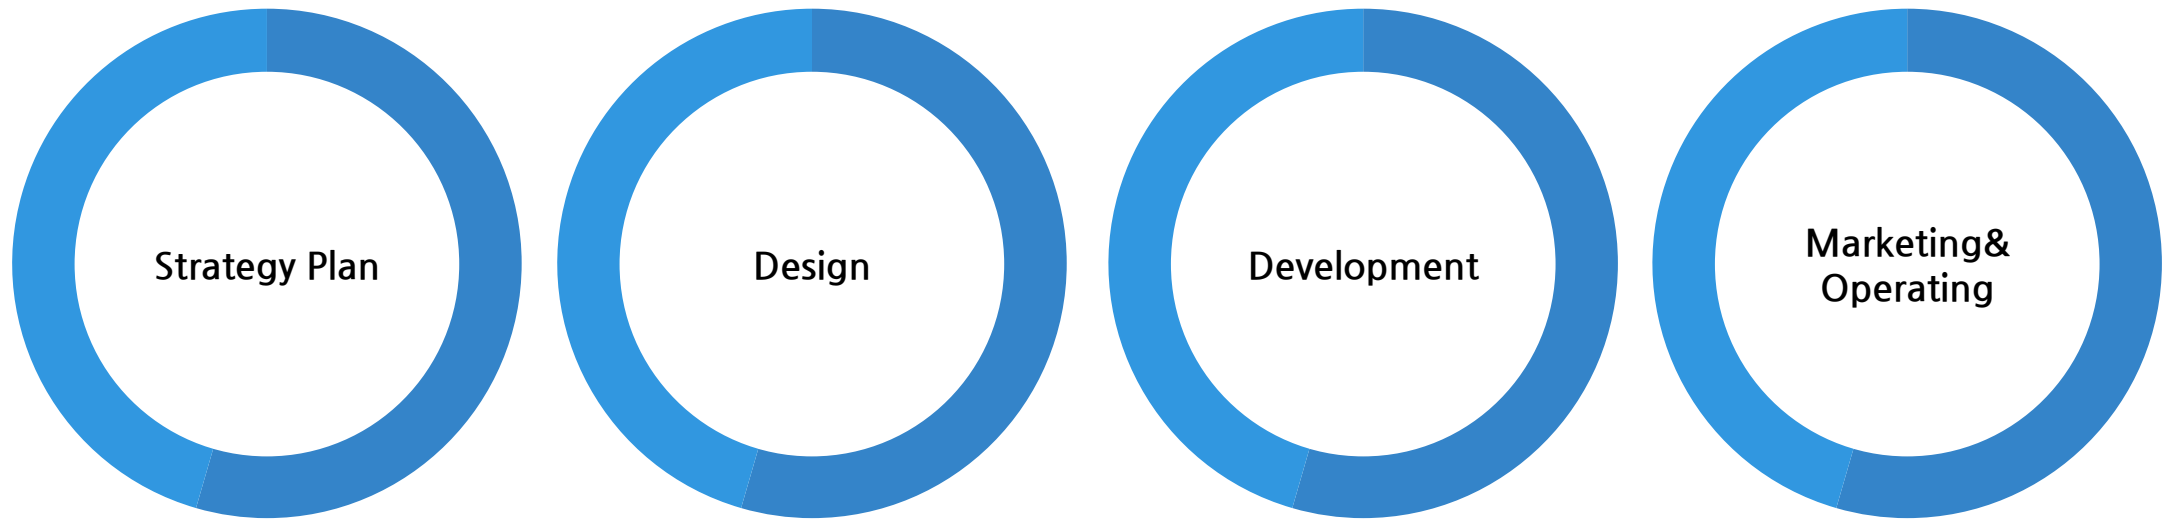 Strategy Plan
Design
Development
Marketing&
Operating